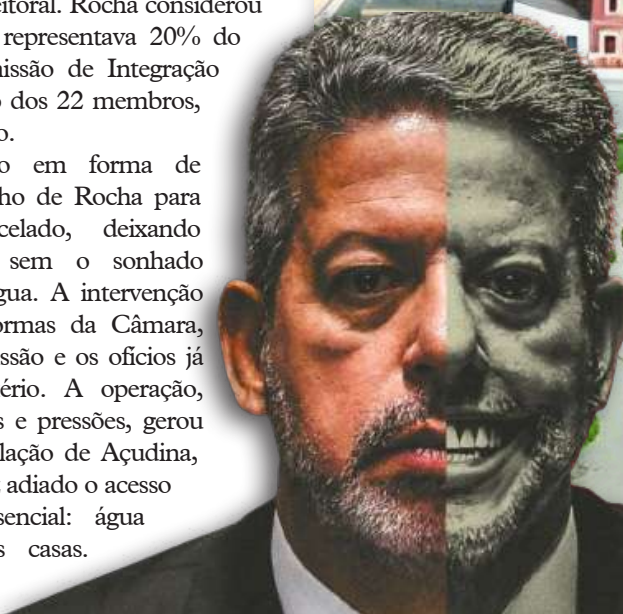 eitoral. Rocha considerou
representava 20% do
issão de Integração
dos 22 membros,
o.
o em forma de
ho de Rocha para
celado, deixando
sem o sonhado
gua. A intervenção
ormas da Câmara,
ssão e os ofícios já
ério. A operação,
s e pressões, gerou
lação de Açudina,
adiado o acesso
sencial: água
s casas.